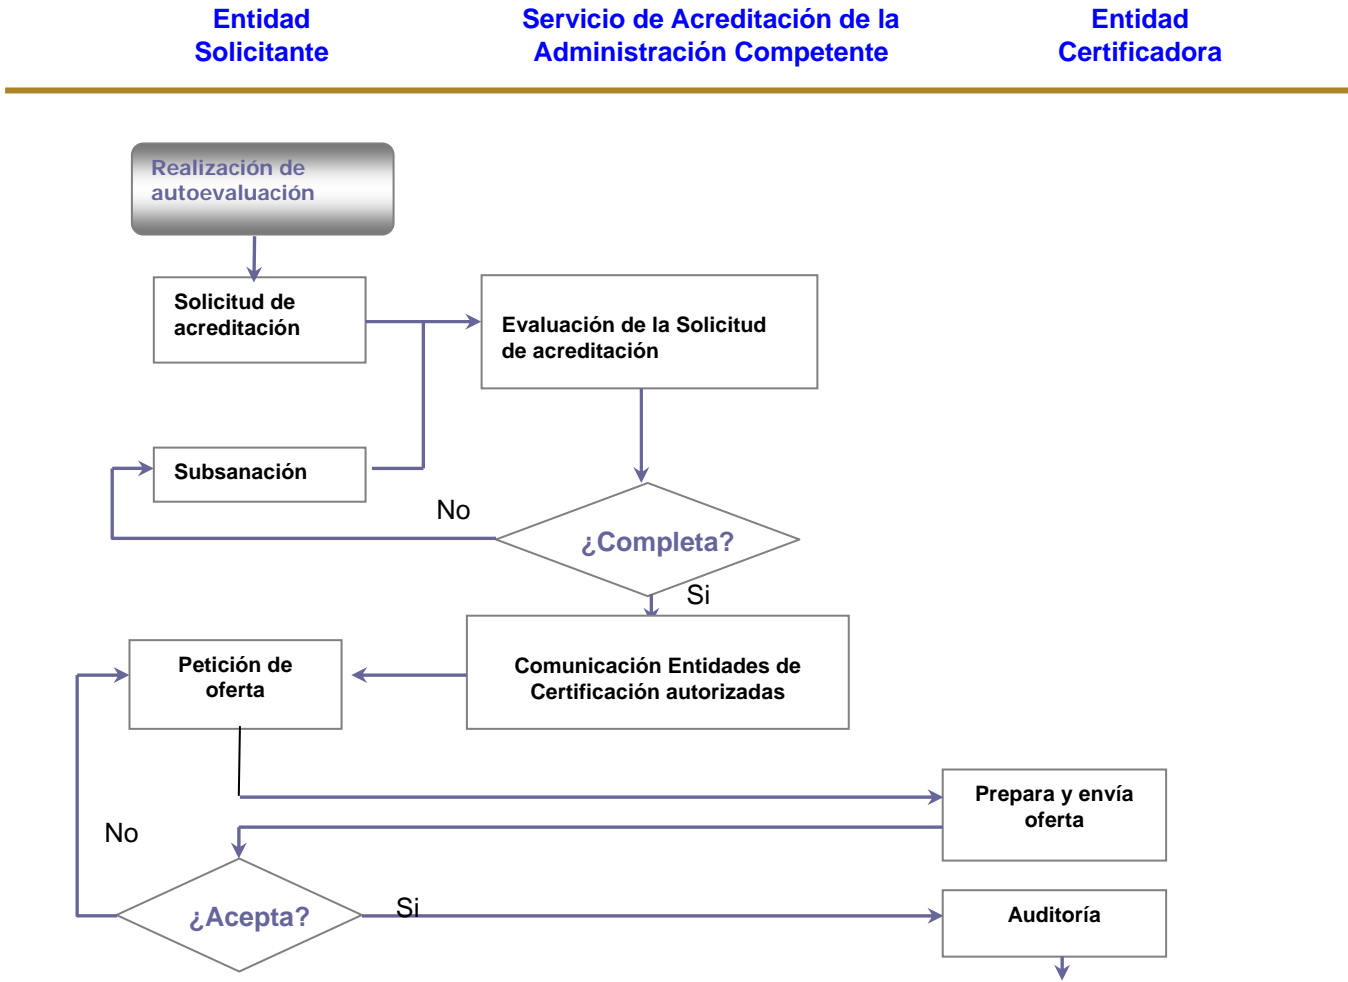 Entidad
Solicitante
Servicio de Acreditación de la
Administración Competente
Entidad
Certificadora
Realización de
autoevaluación
Solicitud de
acreditación
Evaluación de la Solicitud
de acreditación
Subsanación
No
¿Completa?
Si
Petición de
oferta
Comunicación Entidades de
Certificación autorizadas
Prepara y envía
oferta
No
¿Acepta?
Si
Auditoría